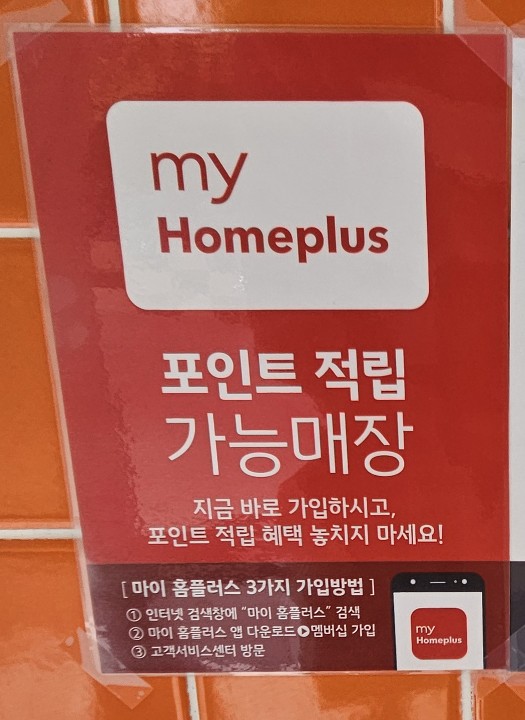 my
Homeplus
포인트 적립
가능매장
지금 바로 가입하시고,
포인트 적립 혜택 놓치지 마세요!
[ 마이 홈플러스 3가지 가입방법 ]
① 인터넷 검색창에 “마이 홈플러스” 검색
② 마이 홈플러스 앱 다운로드▶멤버십 가입
③ 고객서비스센터 방문
my
Homeplus